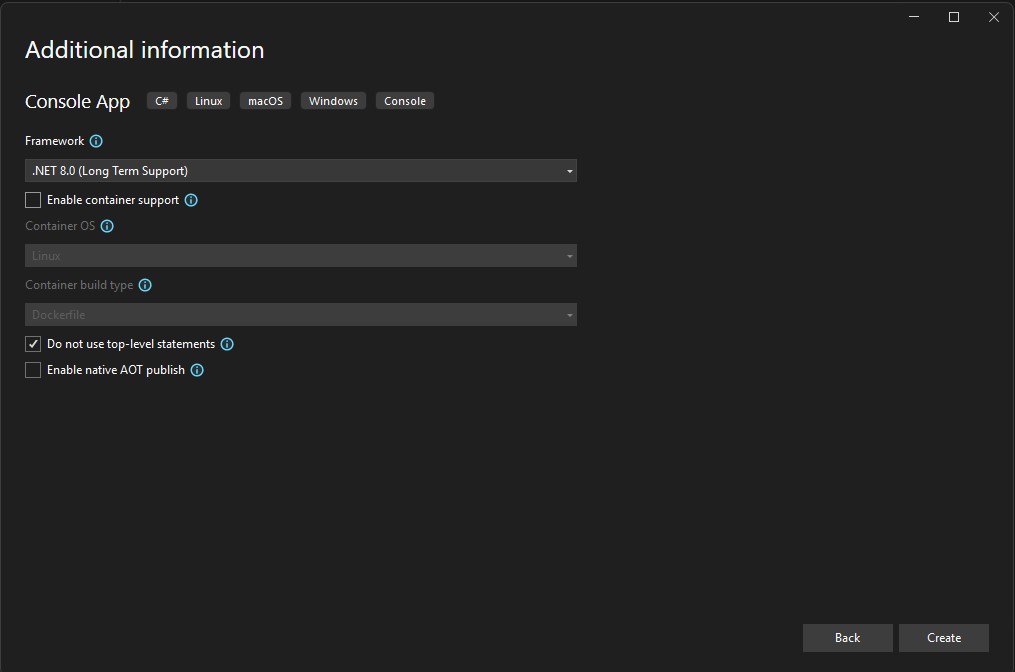 Additional information
Console App C# Linux macOS Windows Console
Framework
.NET 8.0 (Long Term Support)
Enable container support
Container OS
Linux
Container build type
Dockerfile
Do not use top-level statements
Enable native AOT publish
Back Create